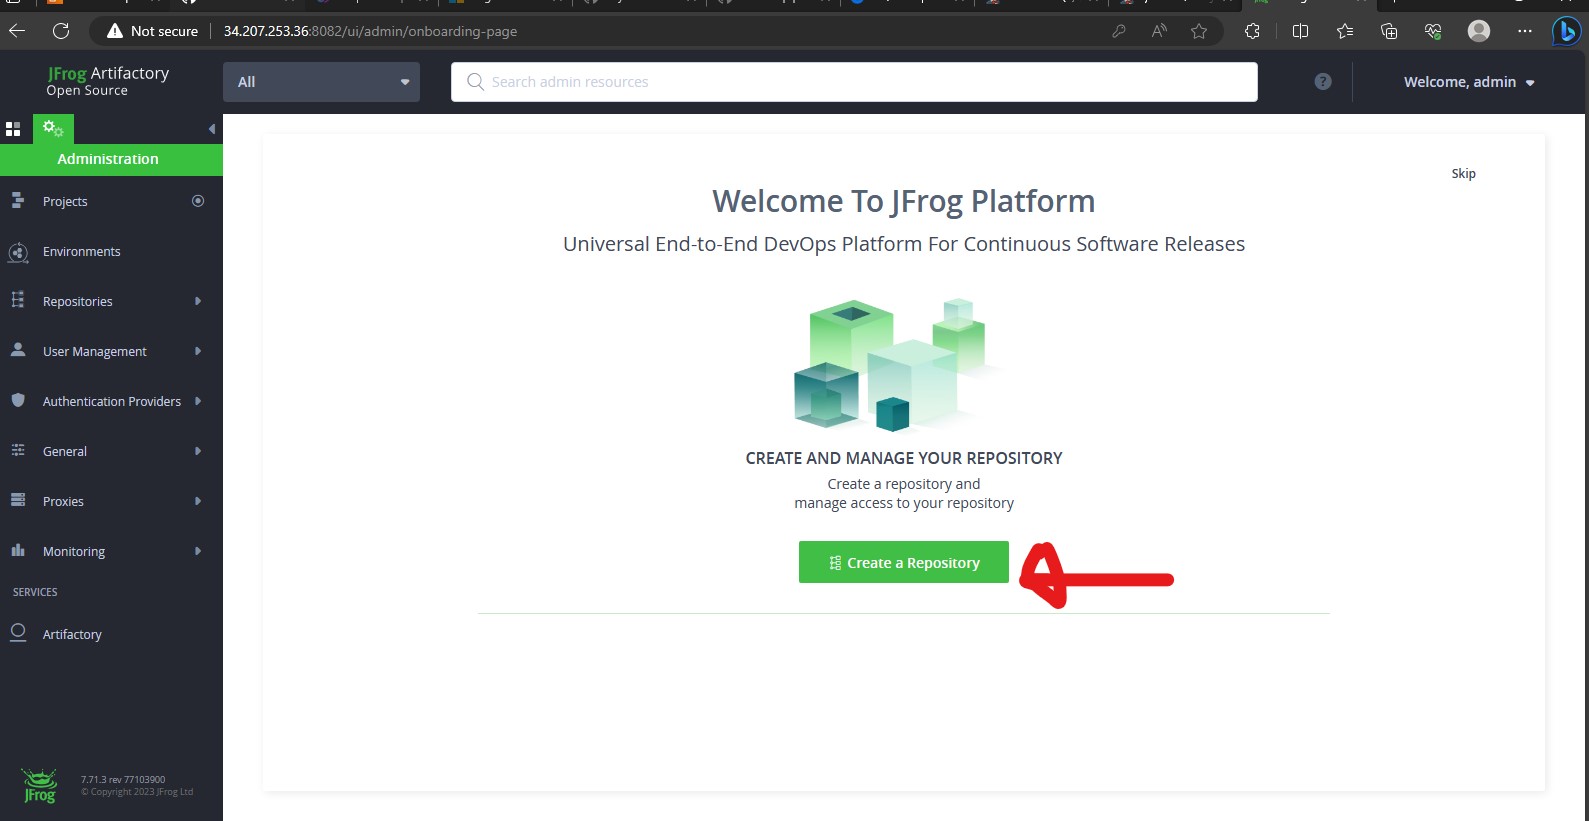 Not secure
34.207.253.36:8082/ui/admin/onboarding-page
JFrog Artifactory
Open Source
All
Search admin resources
?
Welcome, admin
Administration
Projects
Environments
Repositories
User Management
Authentication Providers
General
Proxies
Monitoring
SERVICES
Artifactory
JFrog
7.71.3 rev 77103900
© Copyright 2023 JFrog Ltd
Skip
Welcome To JFrog Platform
Universal End-to-End DevOps Platform For Continuous Software Releases
CREATE AND MANAGE YOUR REPOSITORY
Create a repository and
manage access to your repository
Create a Repository